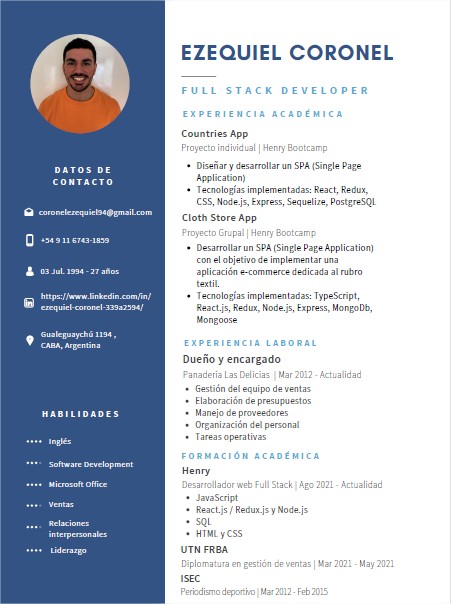 DATOS DE
CONTACTO
coronelezequiel94@gmail.com
+54 9 11 6743-1859
03 Jul. 1994 - 27 años
https://www.linkedin.com/in/
ezequiel-coronel-339a2594/
Gualeguaychú 1194 ,
CABA, Argentina
HABILIDADES
Inglés
Software Development
Microsoft Office
Ventas
Relaciones
interpersonales
Liderazgo
EZEQUIEL CORONEL
FULL STACK DEVELOPER
EXPERIENCIA ACADÉMICA
Countries App
Proyecto individual | Henry Bootcamp
• Diseñar y desarrollar un SPA (Single Page
Application)
• Tecnologías implementadas: React, Redux,
CSS, Node.js, Express, Sequelize, PostgreSQL
Cloth Store App
Proyecto Grupal | Henry Bootcamp
• Desarrollar un SPA (Single Page Application)
con el objetivo de implementar una
aplicación e-commerce dedicada al rubro
textil.
• Tecnologías implementadas: TypeScript,
React.js, Redux, Node.js, Express, MongoDb,
Mongoose
EXPERIENCIA LABORAL
Dueño y encargado
Panadería Las Delicias | Mar 2012 - Actualidad
• Gestión del equipo de ventas
• Elaboración de presupuestos
• Manejo de proveedores
• Organización del personal
• Tareas operativas
FORMACIÓN ACADÉMICA
Henry
Desarrollador web Full Stack | Ago 2021 - Actualidad
• JavaScript
• React.js / Redux.js y Node.js
• SQL
• HTML y CSS
UTN FRBA
Diplomatura en gestión de ventas | Mar 2021 - May 2021
ISEC
Periodismo deportivo | Mar 2012 - Feb 2015